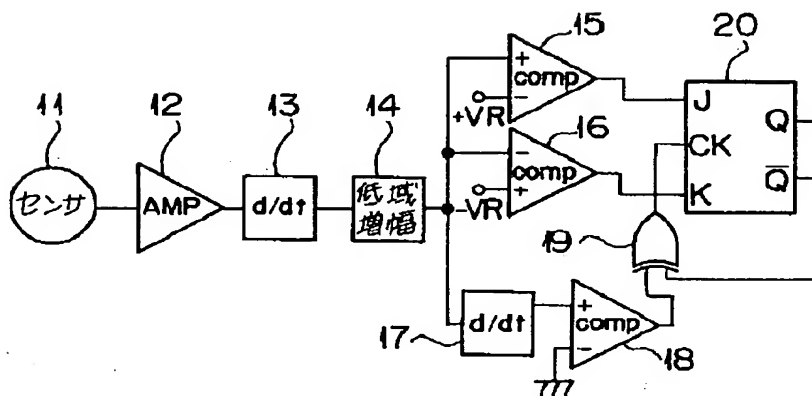 11
センサ
12
AMP
13
d/dt
14
低域
増幅
15
+
comp
−
+VR
16
−
comp
+
−VR
17
d/dt
+
comp
−
18
19
20
J
CK
K
Q
Q̅